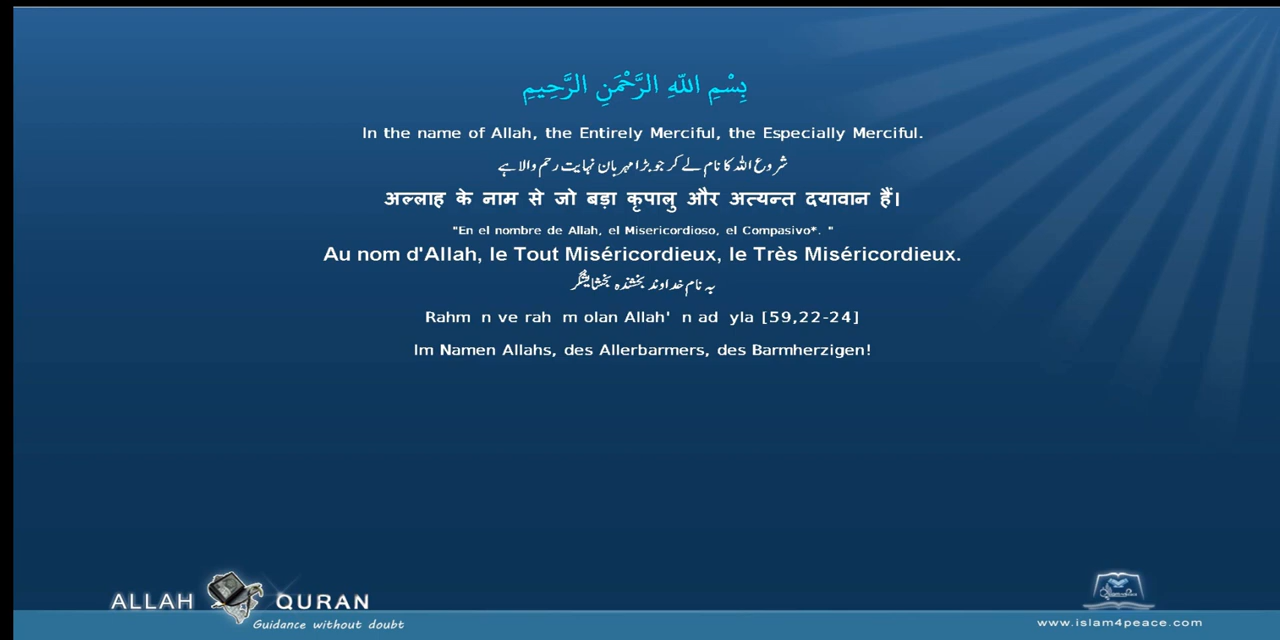 بِسْمِ اللّهِ الرَّحْمَنِ الرَّحِيمِ
In the name of Allah, the Entirely Merciful, the Especially Merciful.
شروع الله کا نام لے کر جو بڑا مہربان نہایت رحم والا ہے
अल्लाह के नाम से जो बड़ा कृपालु और अत्यन्त दयावान हैं।
"En el nombre de Allah, el Misericordioso, el Compasivo*. "
Au nom d'Allah, le Tout Miséricordieux, le Très Miséricordieux.
به نام خداوند بخشنده بخشایشگر
Rahm n ve rah m olan Allah' n ad yla [59,22-24]
Im Namen Allahs, des Allerbarmers, des Barmherzigen!
ALLAH QURAN
Guidance without doubt
www.islam4peace.com